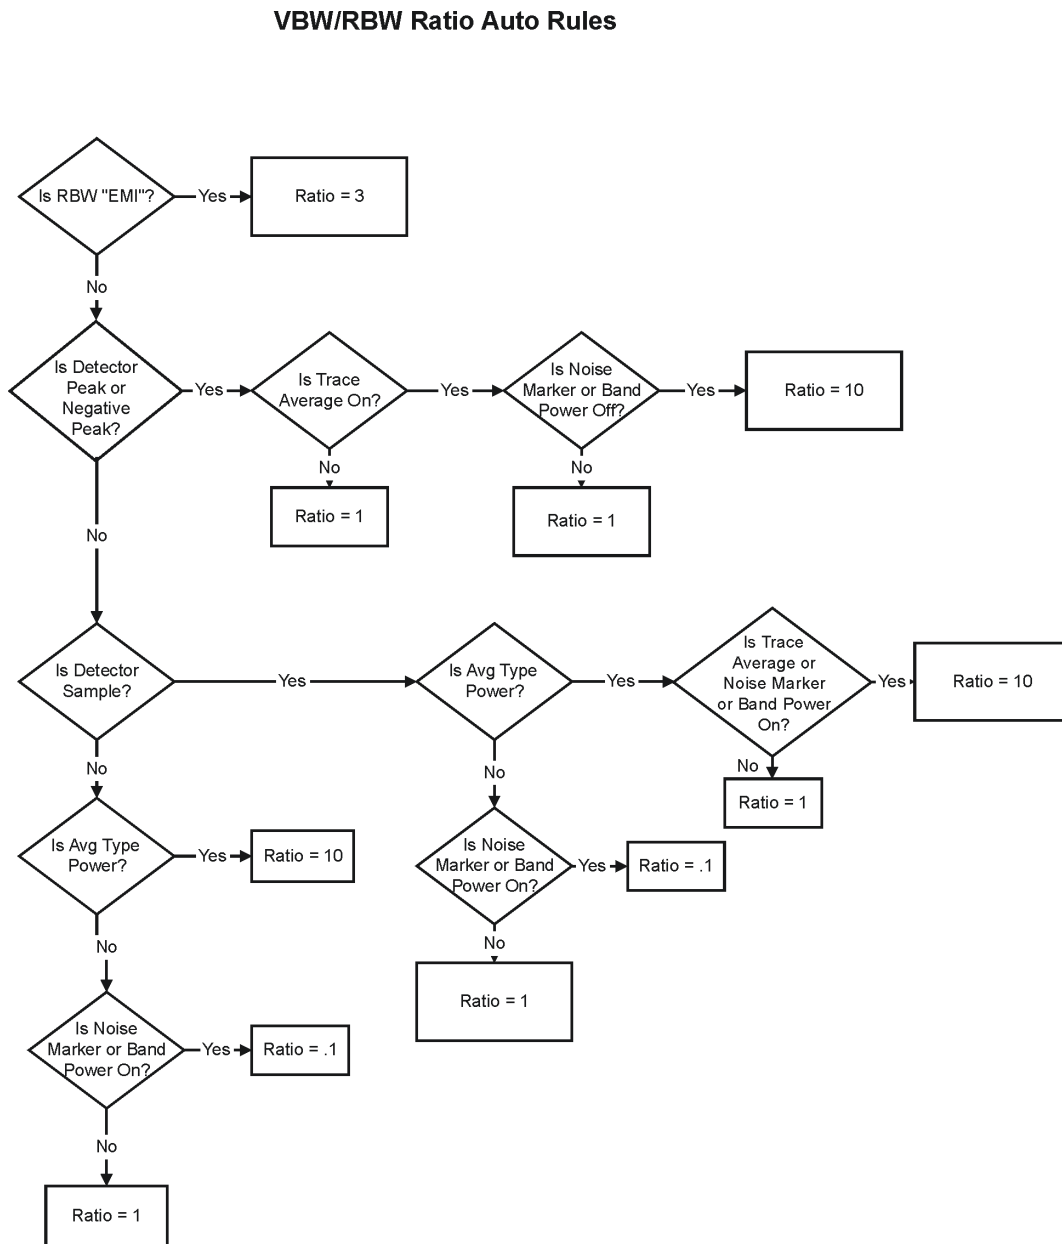 VBW/RBW Ratio Auto Rules
Is RBW "EMI"?
Yes
Ratio = 3
No
Is Detector
Peak or
Negative
Peak?
Yes
Is Trace
Average On?
Yes
Is Noise
Marker or Band
Power Off?
Yes
Ratio = 10
No
Ratio = 1
No
Ratio = 1
No
Is Detector
Sample?
Yes
Is Avg Type
Power?
Yes
Is Trace
Average or
Noise Marker
or Band Power
On?
Yes
Ratio = 10
No
Ratio = 1
No
Is Noise
Marker or Band
Power On?
Yes
Ratio = .1
No
Ratio = 1
No
Is Avg Type
Power?
Yes
Ratio = 10
No
Is Noise
Marker or Band
Power On?
Yes
Ratio = .1
No
Ratio = 1